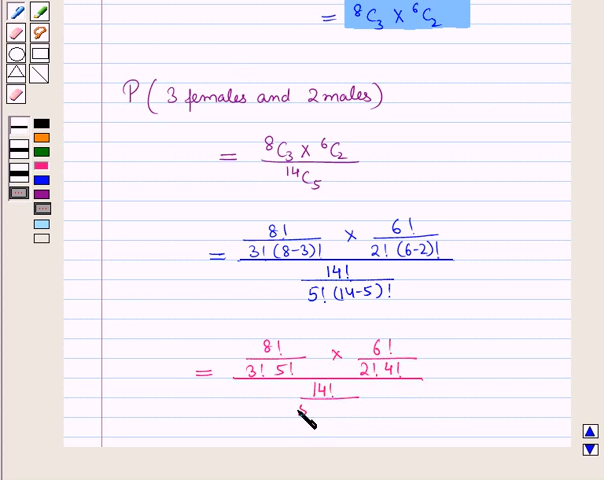 = ⁸C₃ × ⁶C₂
P ( 3 females and 2 males)
= ⁸C₃ × ⁶C₂ / ¹⁴C₅
= 8! / 3! (8-3)! × 6! / 2! (6-2)! / 14! / 5! (14-5)!
= 8! / 3! 5! × 6! / 2! 4! / 14!